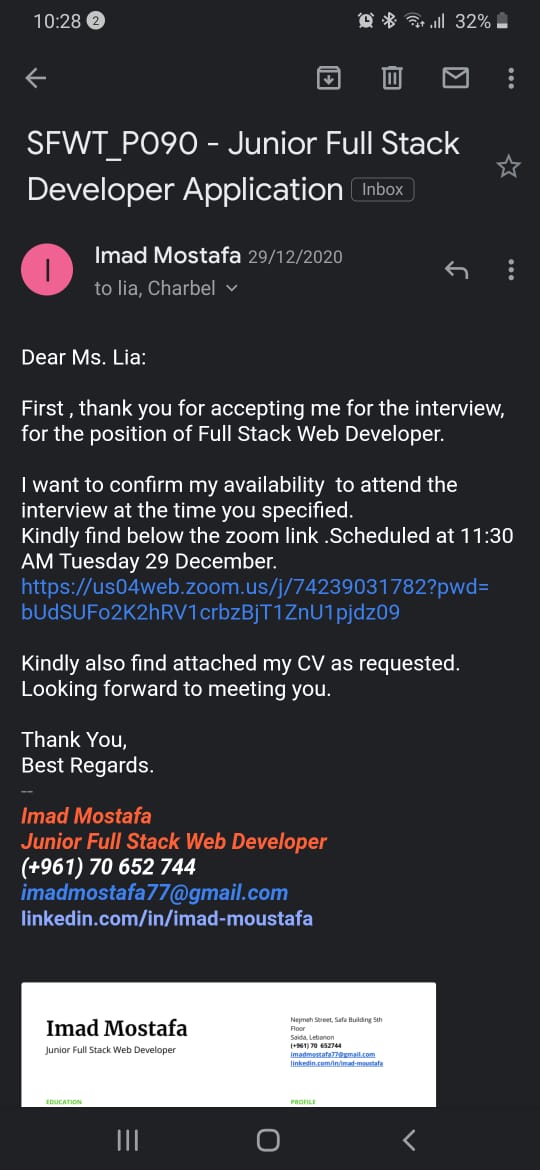 10:28 2 32%
SFWT_P090 - Junior Full Stack
Developer Application Inbox
I
Imad Mostafa 29/12/2020
to lia, Charbel
Dear Ms. Lia:
First , thank you for accepting me for the interview,
for the position of Full Stack Web Developer.
I want to confirm my availability  to attend the
interview at the time you specified.
Kindly find below the zoom link .Scheduled at 11:30
AM Tuesday 29 December.
https://us04web.zoom.us/j/74239031782?pwd=
bUdSUFo2K2hRV1crbzBjT1ZnU1pjdz09
Kindly also find attached my CV as requested.
Looking forward to meeting you.
Thank You,
Best Regards.
--
Imad Mostafa
Junior Full Stack Web Developer
(+961) 70 652 744
imadmostafa77@gmail.com
linkedin.com/in/imad-moustafa
Imad Mostafa
Junior Full Stack Web Developer
Nejmeh Street, Safa Building 5th
Floor
Saida, Lebanon
(+961) 70 652744
imadmostafa77@gmail.com
linkedin.com/in/imad-moustafa
EDUCATION
PROFILE